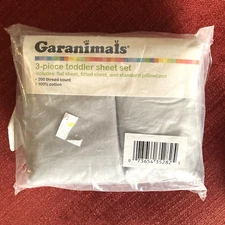 Garanimals®
3-piece toddler sheet set
includes: flat sheet, fitted sheet, and standard pillowcase
• 200 thread count
• 100% cotton